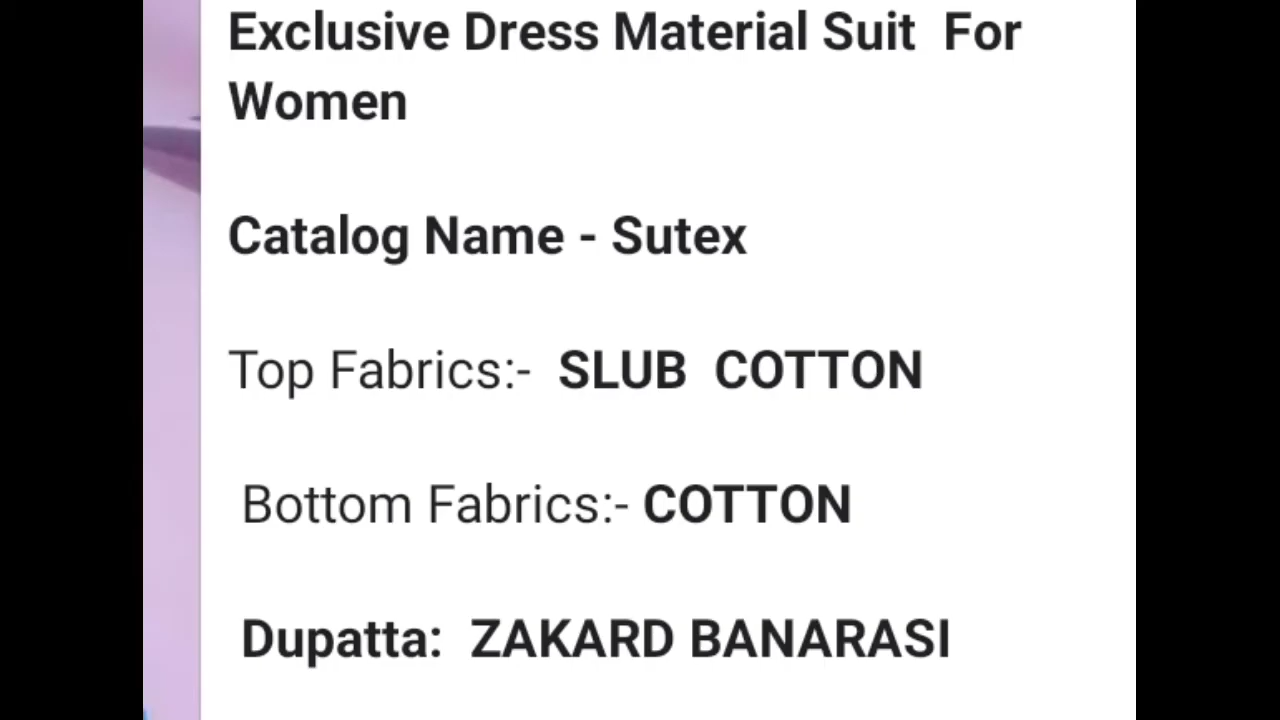 Exclusive Dress Material Suit  For
Women
Catalog Name - Sutex
Top Fabrics:-  SLUB  COTTON
Bottom Fabrics:- COTTON
Dupatta:  ZAKARD BANARASI